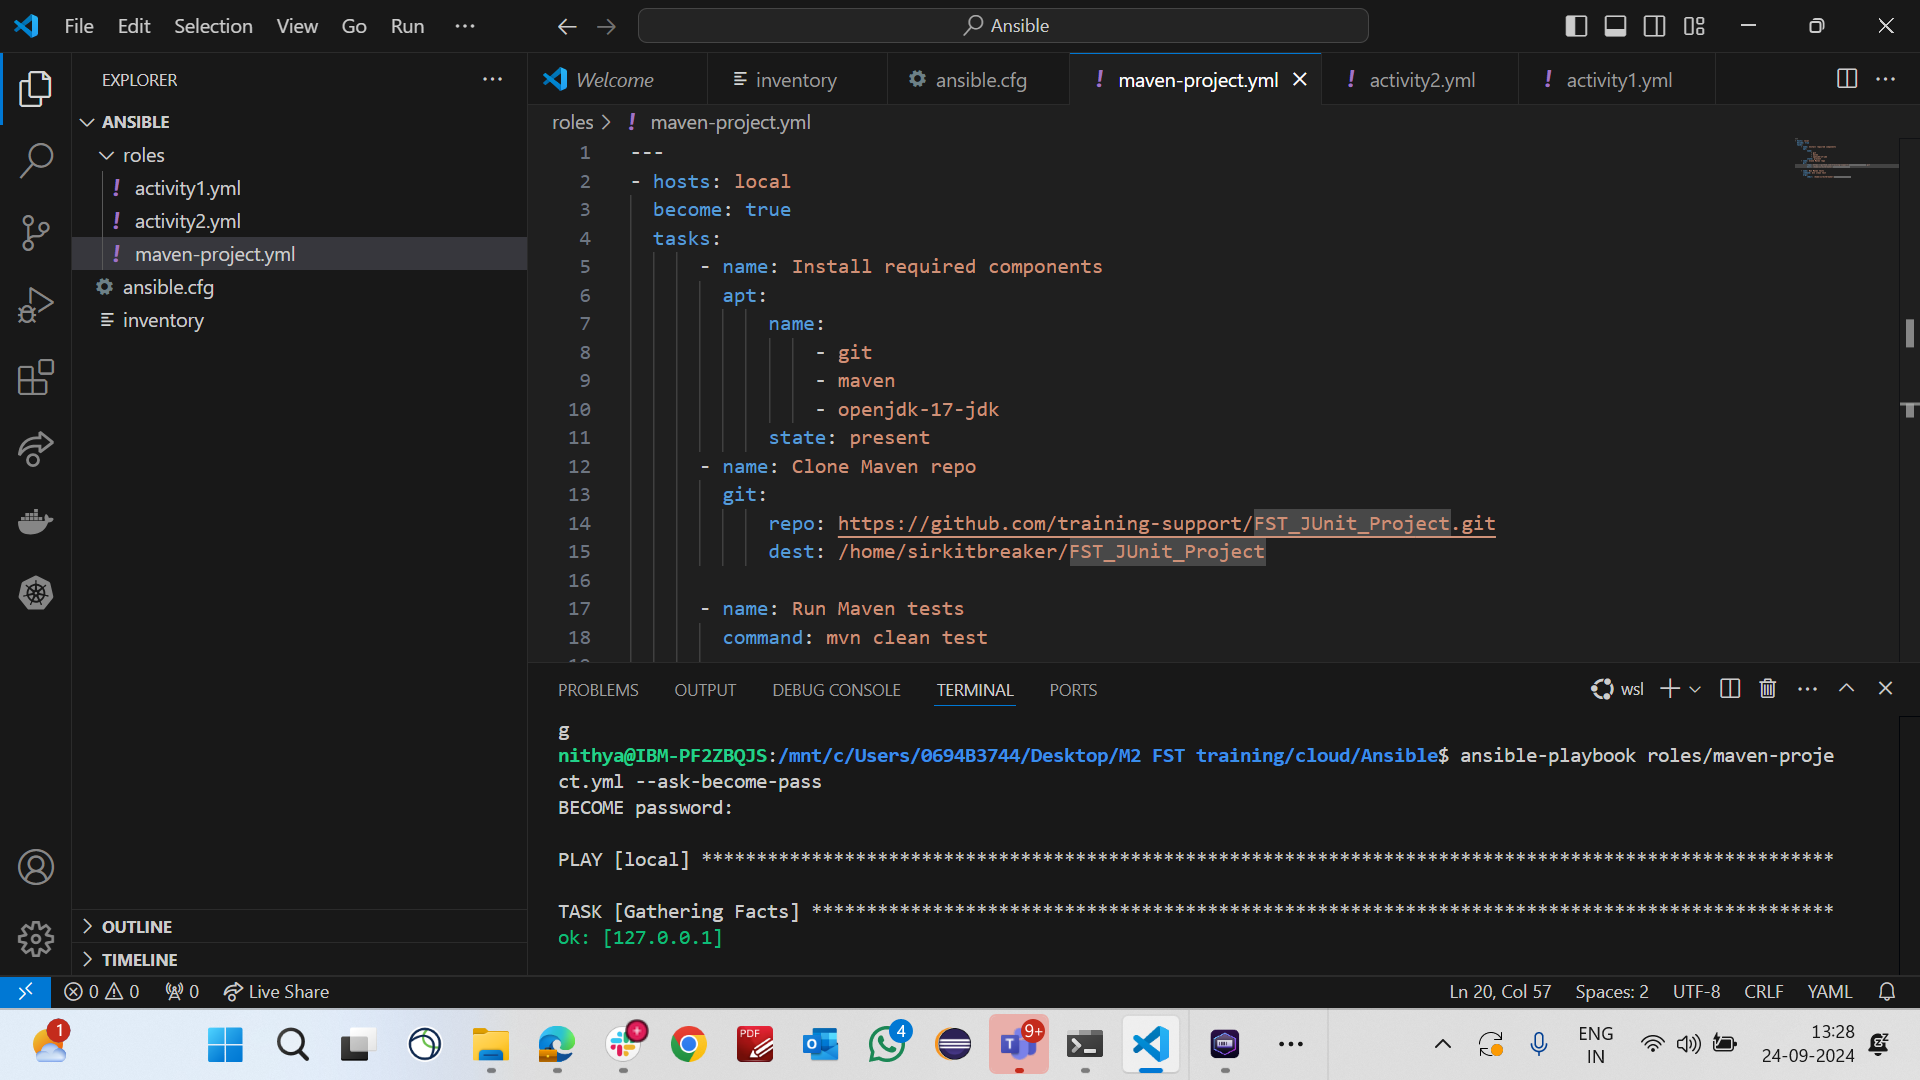 File Edit Selection View Go Run ···
Ansible
EXPLORER ···
ANSIBLE
roles
! activity1.yml
! activity2.yml
! maven-project.yml
ansible.cfg
inventory
OUTLINE
TIMELINE
Welcome inventory ansible.cfg ! maven-project.yml ! activity2.yml ! activity1.yml
roles > ! maven-project.yml
1 ---
2 - hosts: local
3 become: true
4 tasks:
5 - name: Install required components
6 apt:
7 name:
8 - git
9 - maven
10 - openjdk-17-jdk
11 state: present
12 - name: Clone Maven repo
13 git:
14 repo: https://github.com/training-support/FST_JUnit_Project.git
15 dest: /home/sirkitbreaker/FST_JUnit_Project
16
17 - name: Run Maven tests
18 command: mvn clean test
PROBLEMS OUTPUT DEBUG CONSOLE TERMINAL PORTS
wsl
g
nithya@IBM-PF2ZBQJS:/mnt/c/Users/0694B3744/Desktop/M2 FST training/cloud/Ansible$ ansible-playbook roles/maven-proje
ct.yml --ask-become-pass
BECOME password:
PLAY [local] *******************************************************************************************************
TASK [Gathering Facts] *********************************************************************************************
ok: [127.0.0.1]
0 0 0 Live Share
Ln 20, Col 57 Spaces: 2 UTF-8 CRLF YAML
1
PDF
4
9+
ENG
IN
13:28
24-09-2024